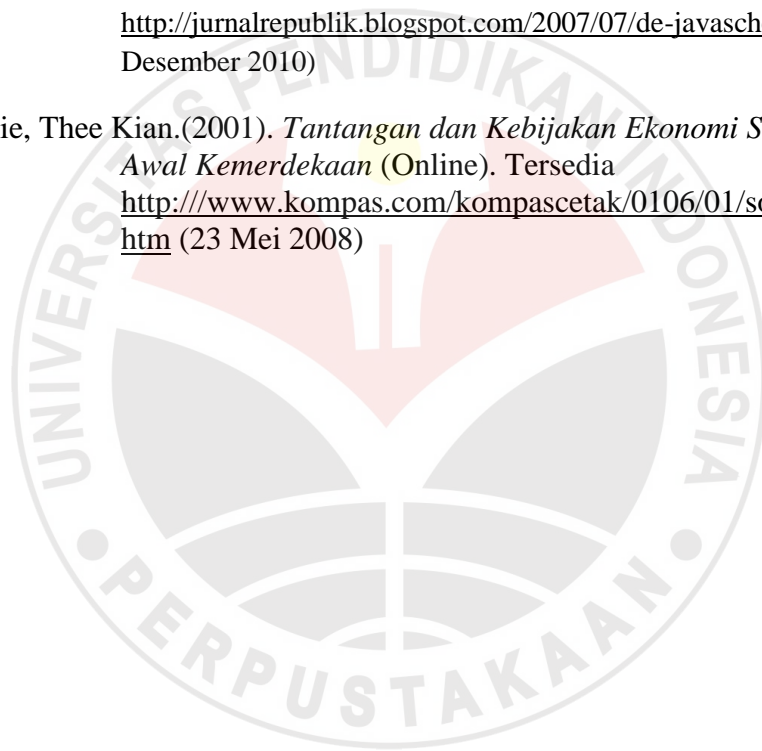 http://jurnalrepublik.blogspot.com/2007/07/de-javasch
Desember 2010)
ie, Thee Kian.(2001). Tantangan dan Kebijakan Ekonomi S
Awal Kemerdekaan (Online). Tersedia
http:///www.kompas.com/kompascetak/0106/01/so
htm (23 Mei 2008)
UNIVERSITAS PENDIDIKAN INDONESIA
PERPUSTAKAAN